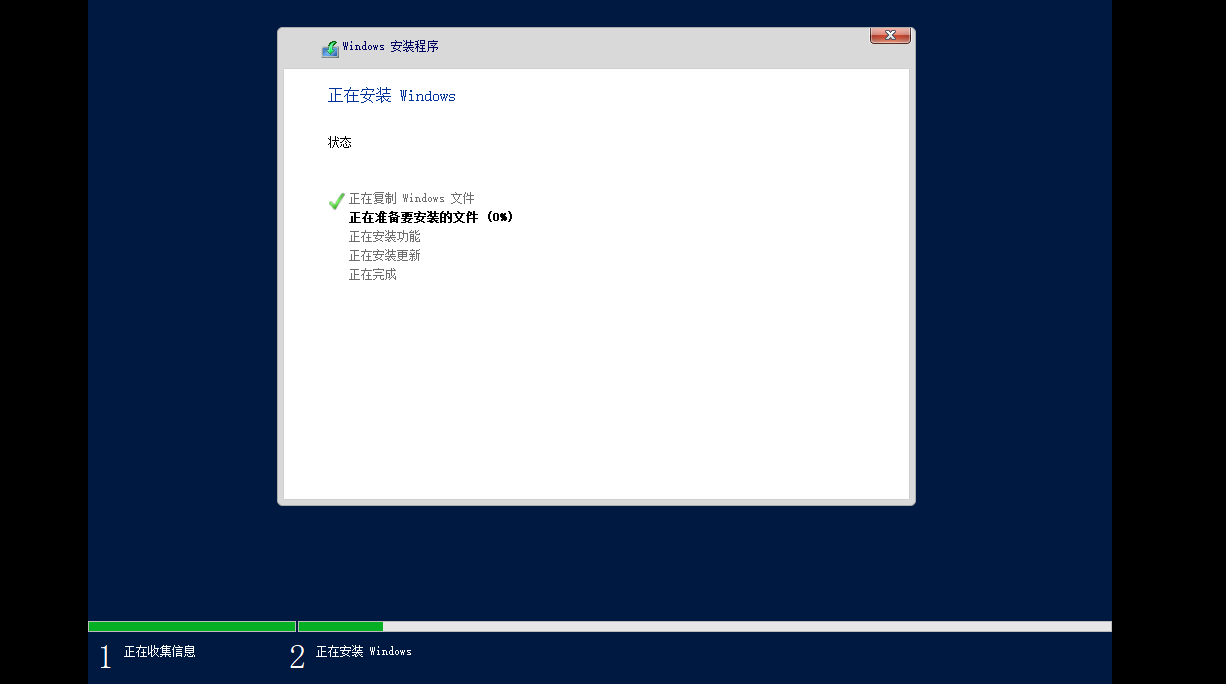 Windows 安装程序
正在安装 Windows
状态
正在复制 Windows 文件
正在准备要安装的文件 (0%)
正在安装功能
正在安装更新
正在完成
1 正在收集信息
2 正在安装 Windows